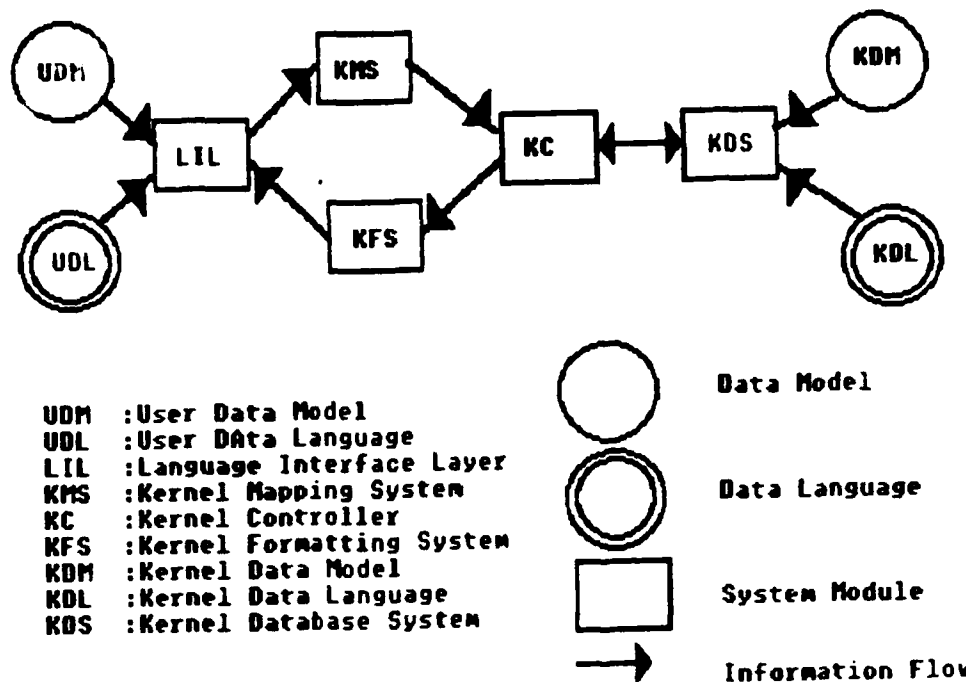 UDM
KMS
KDM
LIL
KC
KDS
UDL
KFS
KDL
UDM :User Data Model
UDL :User DAta Language
LIL :Language Interface Layer
KMS :Kernel Mapping System
KC :Kernel Controller
KFS :Kernel Formatting System
KDM :Kernel Data Model
KDL :Kernel Data Language
KDS :Kernel Database System
Data Model
Data Language
System Module
Information Flow